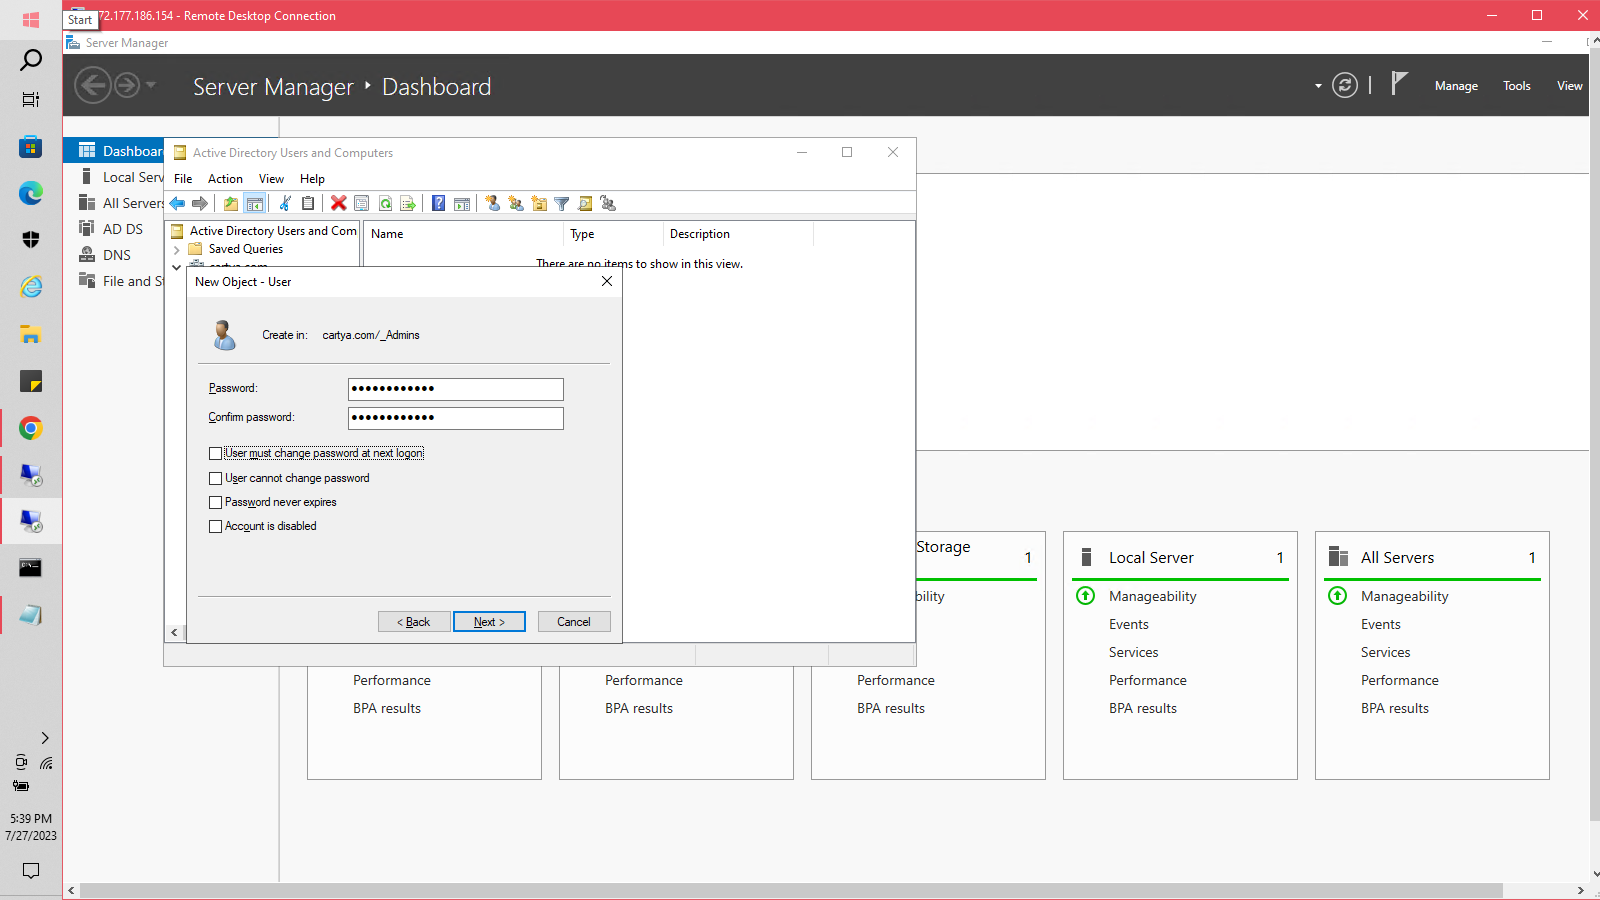 Start
72.177.186.154 - Remote Desktop Connection
Server Manager
Server Manager Dashboard
Manage Tools View
Dashboar
Local Serv
All Servers
AD DS
DNS
File and S
Active Directory Users and Computers
File Action View Help
Active Directory Users and Com
Saved Queries
cartya.com
Name Type Description
There are no items to show in this view.
New Object - User
Create in: cartya.com/_Admins
Password:
Confirm password:
User must change password at next logon
User cannot change password
Password never expires
Account is disabled
< Back Next > Cancel
Performance
BPA results
Performance
BPA results
Storage 1
bility
Performance
BPA results
Local Server 1
Manageability
Events
Services
Performance
BPA results
All Servers 1
Manageability
Events
Services
Performance
BPA results
5:39 PM
7/27/2023